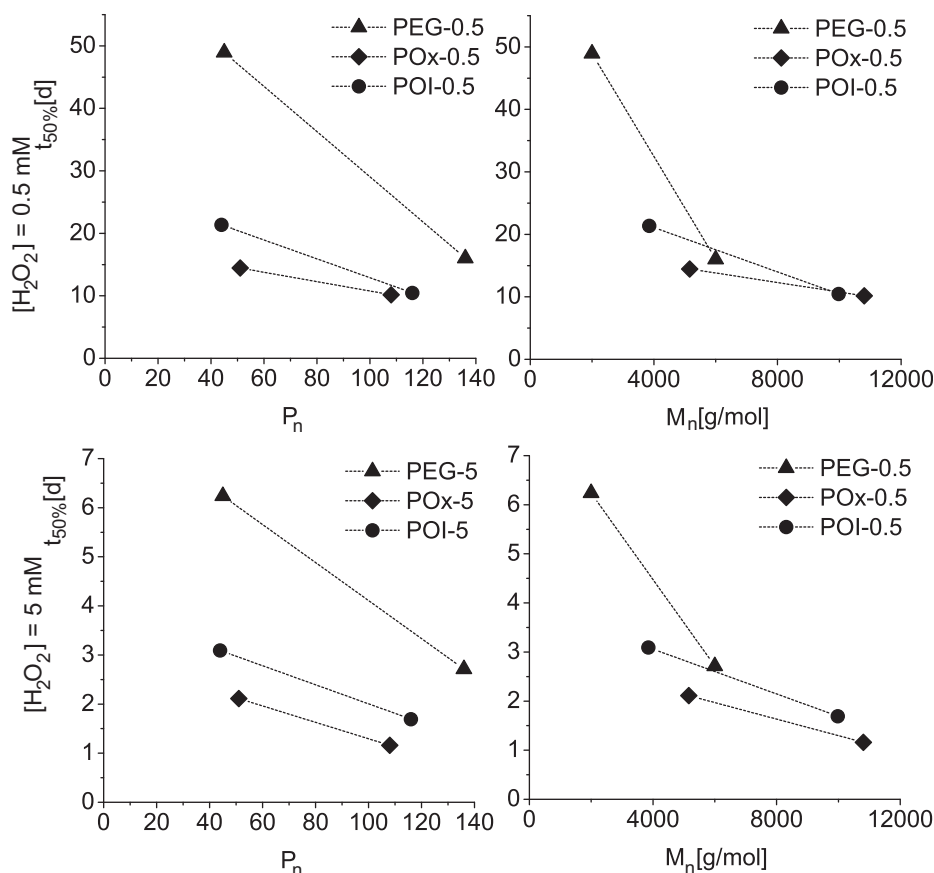 [H₂O₂] = 0.5 mM t₅₀%[d]
50
40
30
20
10
0
PEG-0.5
POx-0.5
POI-0.5
0 20 40 60 80 100 120 140
Pₙ
50
40
30
20
10
0
PEG-0.5
POx-0.5
POI-0.5
0 4000 8000 12000
Mₙ[g/mol]
[H₂O₂] = 5 mM t₅₀%[d]
7
6
5
4
3
2
1
0
PEG-5
POx-5
POI-5
0 20 40 60 80 100 120 140
Pₙ
7
6
5
4
3
2
1
0
PEG-0.5
POx-0.5
POI-0.5
0 4000 8000 12000
Mₙ[g/mol]